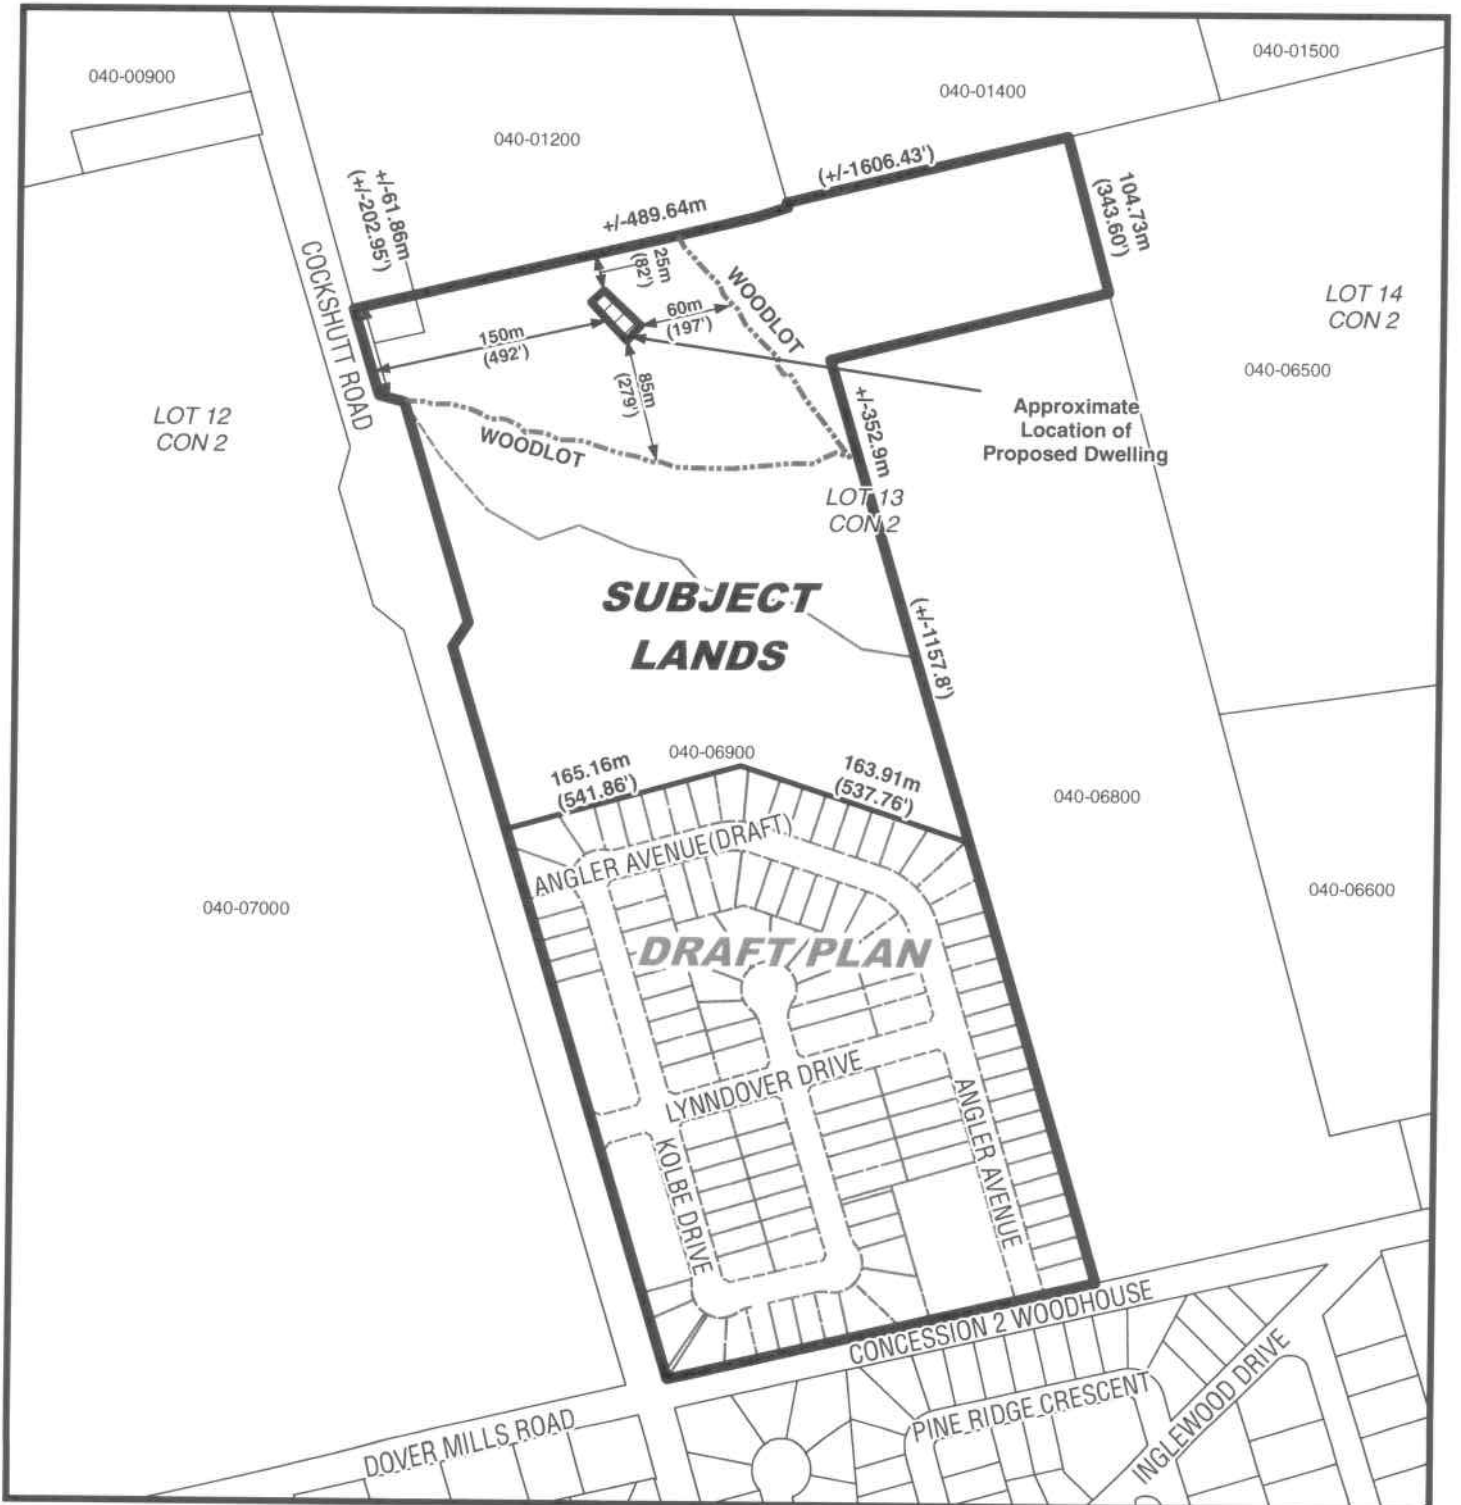 040-00900
040-01200
040-01400
040-01500
+/-61.86m
(+/-202.95')
+/-489.64m
(+/-1606.43')
104.73m
(343.60')
COCKSHUTT ROAD
25m
(82')
WOODLOT
60m
(197')
150m
(492')
85m
(279')
WOODLOT
LOT 14
CON 2
040-06500
LOT 12
CON 2
Approximate
Location of
Proposed Dwelling
+/-352.9m
(+/-1157.8')
LOT 13
CON 2
SUBJECT
LANDS
040-06900
165.16m
(541.86')
163.91m
(537.76')
040-06800
040-06600
040-07000
ANGLER AVENUE(DRAFT)
DRAFT PLAN
LYNNDOVER DRIVE
KOLBE DRIVE
ANGLER AVENUE
CONCESSION 2 WOODHOUSE
DOVER MILLS ROAD
PINE RIDGE CRESCENT
INGLEWOOD DRIVE